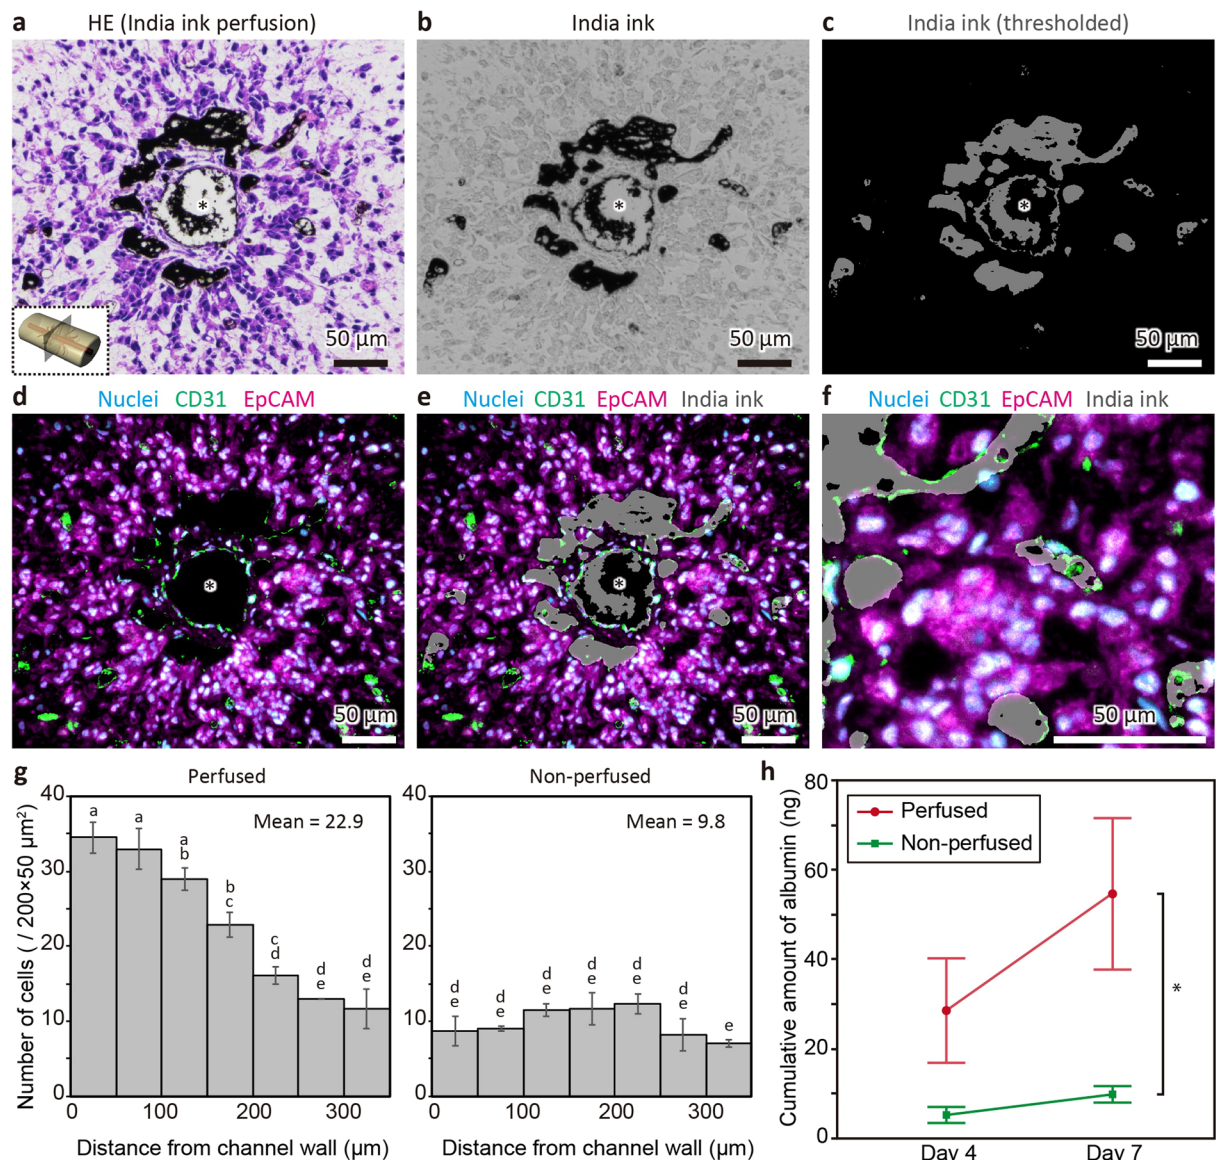 a HE (India ink perfusion)
b India ink
c India ink (thresholded)
*
*
*
50 µm
50 µm
50 µm
d Nuclei CD31 EpCAM
e Nuclei CD31 EpCAM India ink
f Nuclei CD31 EpCAM India ink
*
*
50 µm
50 µm
50 µm
g Perfused
Number of cells ( / 200×50 µm²)
40
30
20
10
0
a
a
a
b
b
c
c
d
d
e
d
e
Mean = 22.9
0 100 200 300
Distance from channel wall (µm)
Non-perfused
40
30
20
10
0
d
e
d
e
d
e
d
e
d
e
d
e
e
Mean = 9.8
0 100 200 300
Distance from channel wall (µm)
h
Cumulative amount of albumin (ng)
80
60
40
20
0
Perfused
Non-perfused
*
Day 4 Day 7